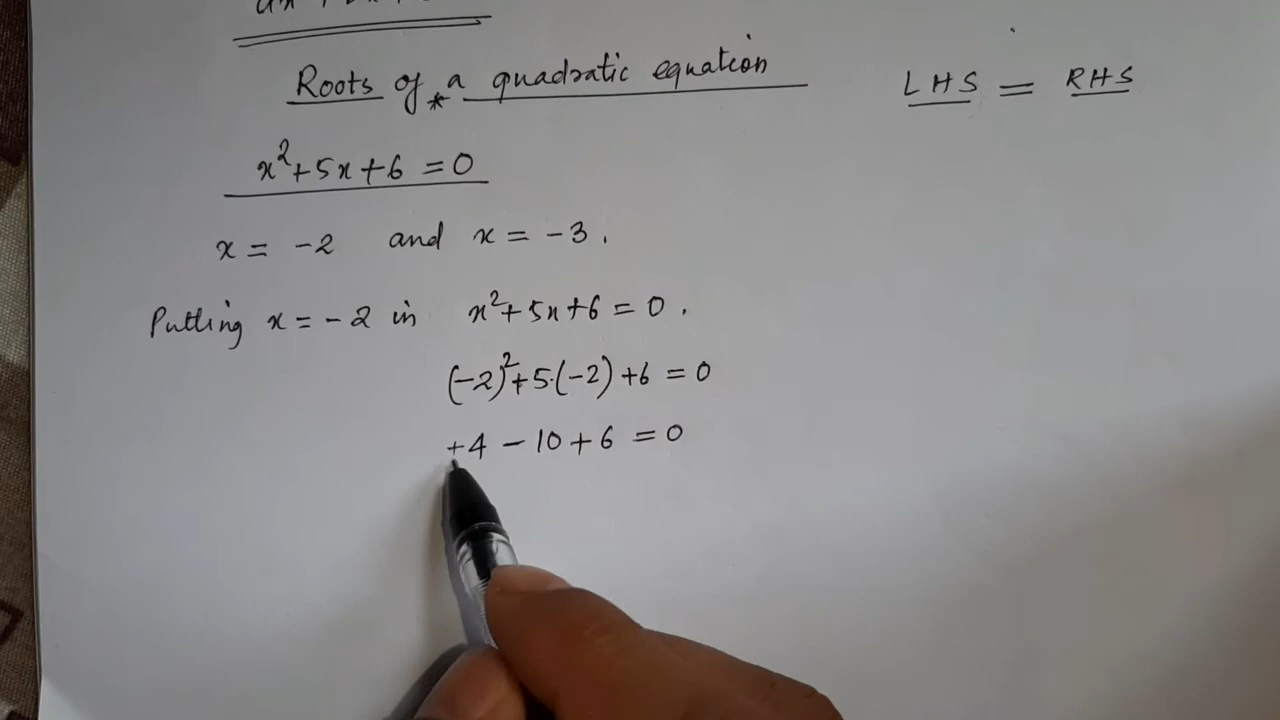 Roots of a quadratic equation
LHS = RHS
x²+5x+6 =0
x = -2 and x = -3.
Putting x = -2 in x²+5x+6 = 0.
(-2)²+5.(-2)+6 = 0
+4 - 10 + 6 = 0